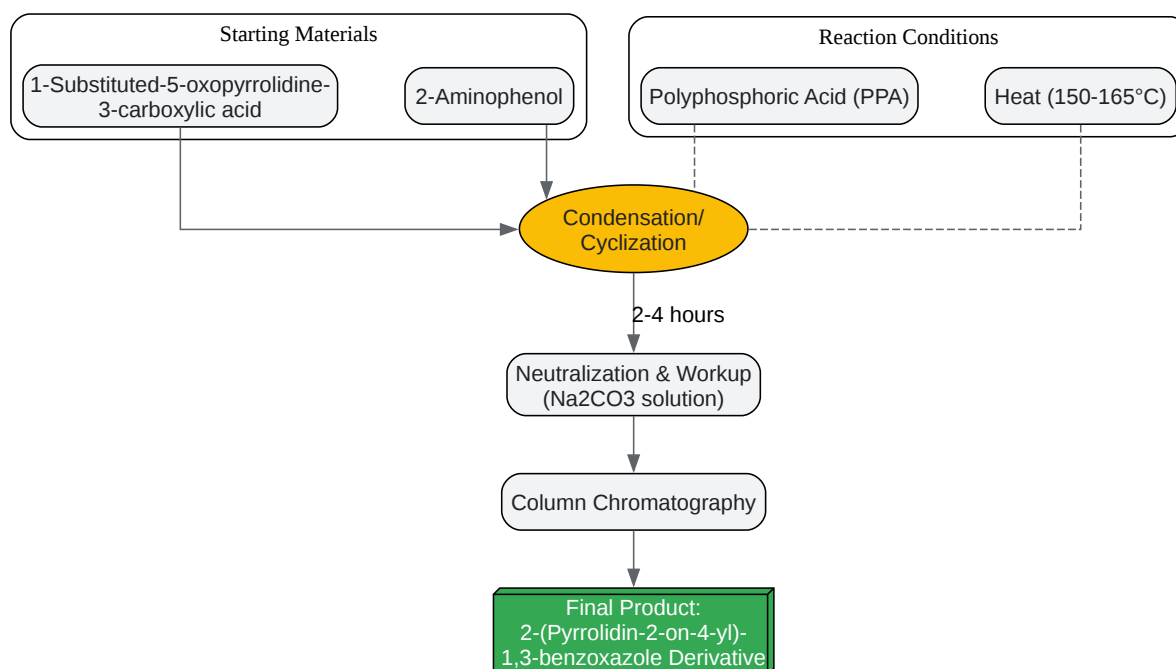 Starting Materials
1-Substituted-5-oxopyrrolidine-
3-carboxylic acid
2-Aminophenol
Reaction Conditions
Polyphosphoric Acid (PPA)
Heat (150-165°C)
Condensation/
Cyclization
2-4 hours
Neutralization & Workup
(Na2CO3 solution)
Column Chromatography
Final Product:
2-(Pyrrolidin-2-on-4-yl)-
1,3-benzoxazole Derivative